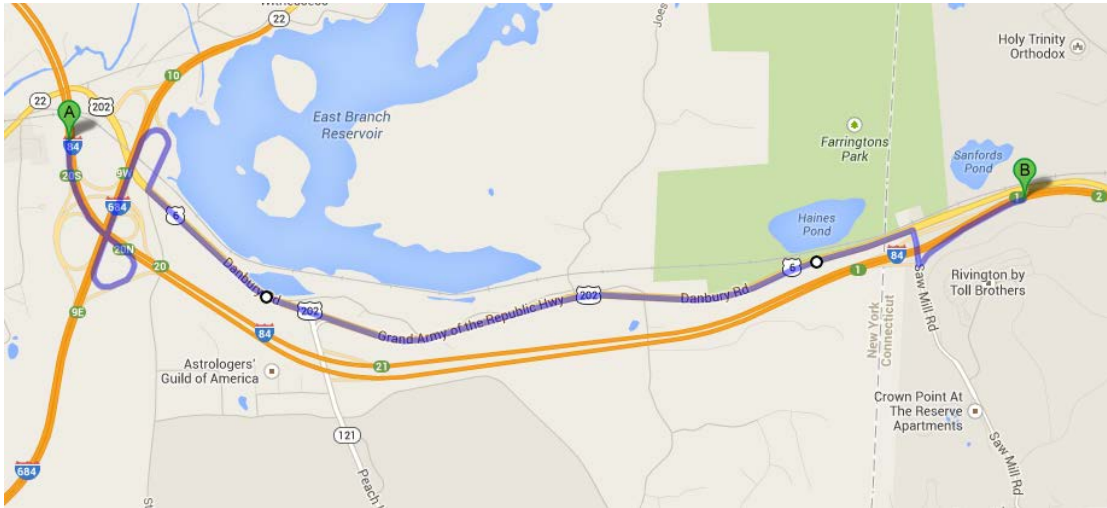 22
Joes
Holy Trinity
Orthodox
10
22
A
202
East Branch
Reservoir
Farringtons
Park
84
Sanfords
Pond
20S
9W
B
1
2
684
6
Haines
Pond
20N
20
Danbury Rd
6
84
1
Saw Mill Rd
Rivington by
Toll Brothers
202
202
Danbury Rd
9E
84
Grand Army of the Republic Hwy
New York
Connecticut
21
Astrologers'
Guild of America
Crown Point At
The Reserve
Apartments
121
Saw Mill Rd
684
Peach